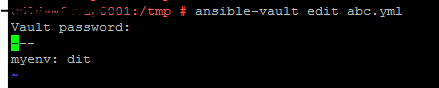 0001:/tmp # ansible-vault edit abc.yml
Vault password:
---
myenv: dit
~